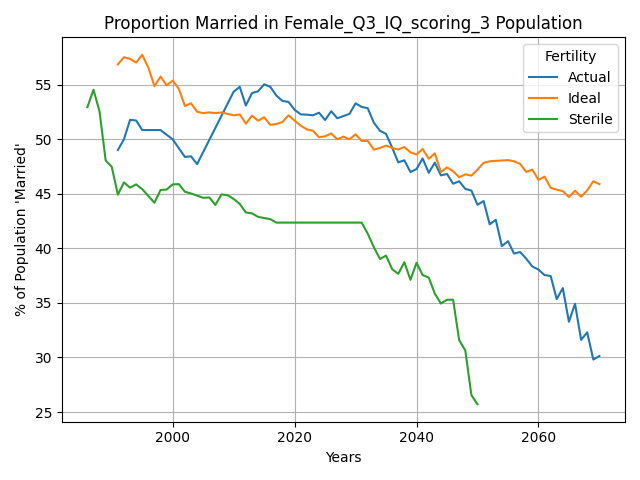 Proportion Married in Female_Q3_IQ_scoring_3 Population
Fertility
Actual
Ideal
Sterile
% of Population 'Married'
55
50
45
40
35
30
25
2000
2020
2040
2060
Years